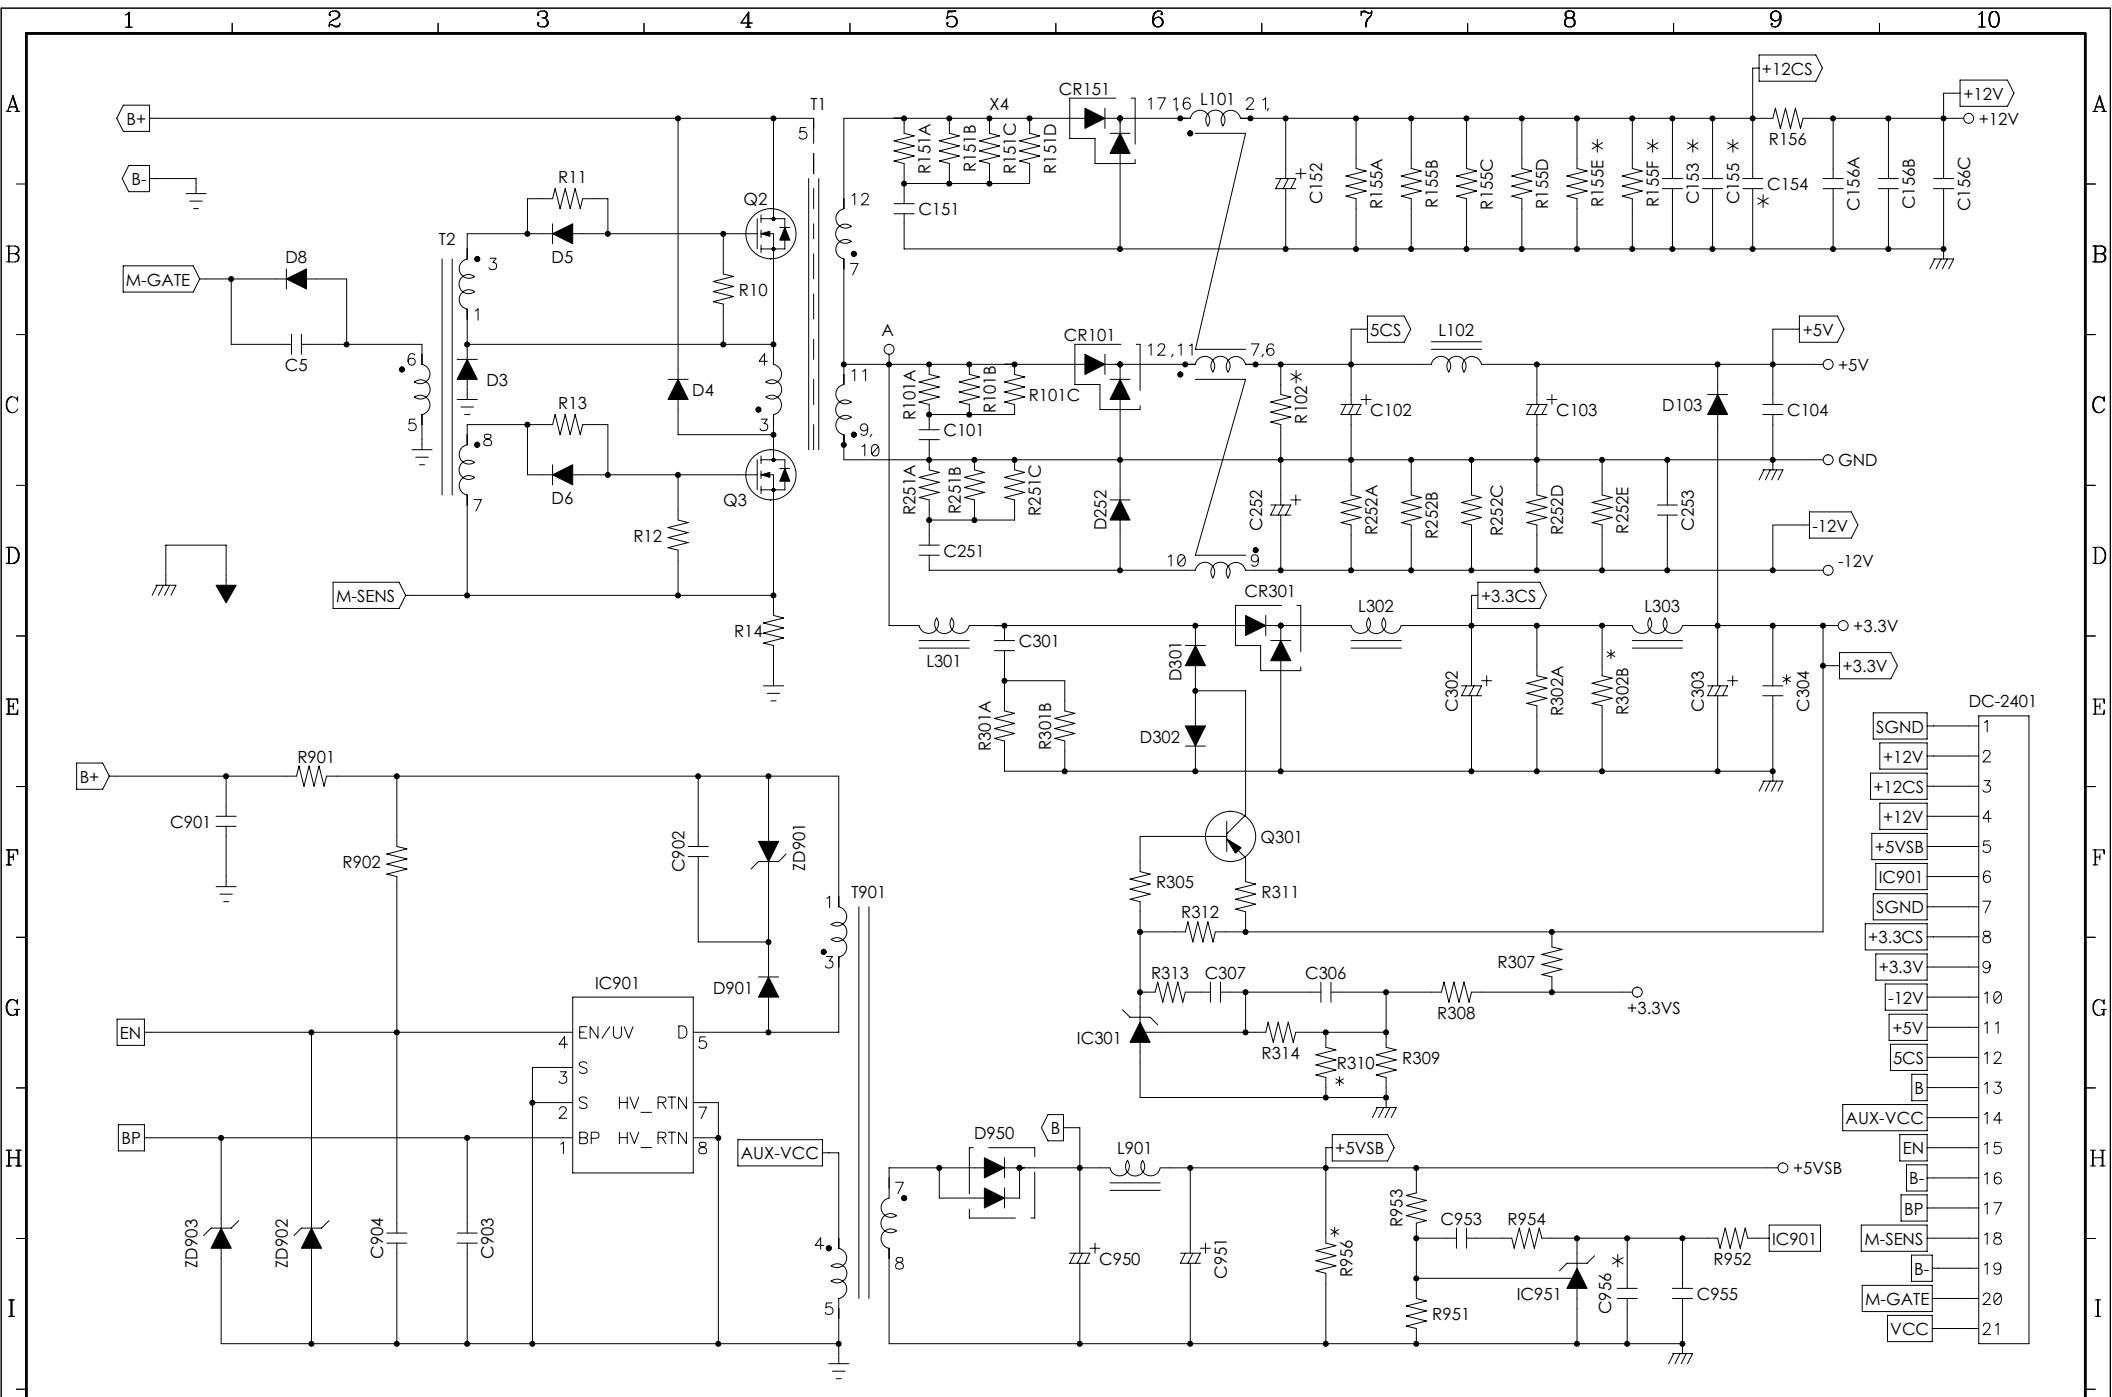 1 2 3 4 5 6 7 8 9 10
A
B
C
D
E
F
G
H
I
A
B
C
D
E
F
G
H
I
B+
B-
M-GATE
D8
C5
T2
3
1
6
5
8
7
D3
R11
D5
R13
D6
Q2
R10
D4
4
3
Q3
R12
M-SENS
R14
T1
5
12
7
11
9,
10
R151A
R151B
X4
R151C
R151D
C151
CR151
17,16
L101
2 1,
C152
R155A
R155B
R155C
R155D
R155E *
R155F *
C153 *
C155 *
C154
*
+12CS
R156
C156A
C156B
C156C
+12V
+12V
A
R101A
R101B
R101C
C101
CR101
12,11
7,6
R102 *
5CS
+ C102
L102
+ C103
D103
C104
+5V
+5V
GND
R251A
R251B
R251C
C251
D252
10
9
C252
+
R252A
R252B
R252C
R252D
R252E
C253
-12V
-12V
L301
C301
R301A
R301B
D301
D302
CR301
L302
+3.3CS
C302
+
R302A
R302B
*
L303
C303
+
* C304
+3.3V
+3.3V
Q301
R305
R311
R312
R313
C307
C306
R307
R308
+3.3VS
IC301
R314
R310
*
R309
B+
C901
R901
R902
C902
ZD901
D901
T901
1
3
IC901
EN
4 EN/UV D 5
3 S
2 S HV_RTN 7
BP
1 BP HV_RTN 8
AUX-VCC
4
5
7
8
ZD903
ZD902
C904
C903
D950
B
L901
+ C950
+
C951
+5VSB
*
R956
R953
C953
R954
R951
IC951
*
C956
C955
R952
IC901
+5VSB
DC-2401
SGND 1
+12V 2
+12CS 3
+12V 4
+5VSB 5
IC901 6
SGND 7
+3.3CS 8
+3.3V 9
-12V 10
+5V 11
5CS 12
B 13
AUX-VCC 14
EN 15
B- 16
BP 17
M-SENS 18
B- 19
M-GATE 20
VCC 21